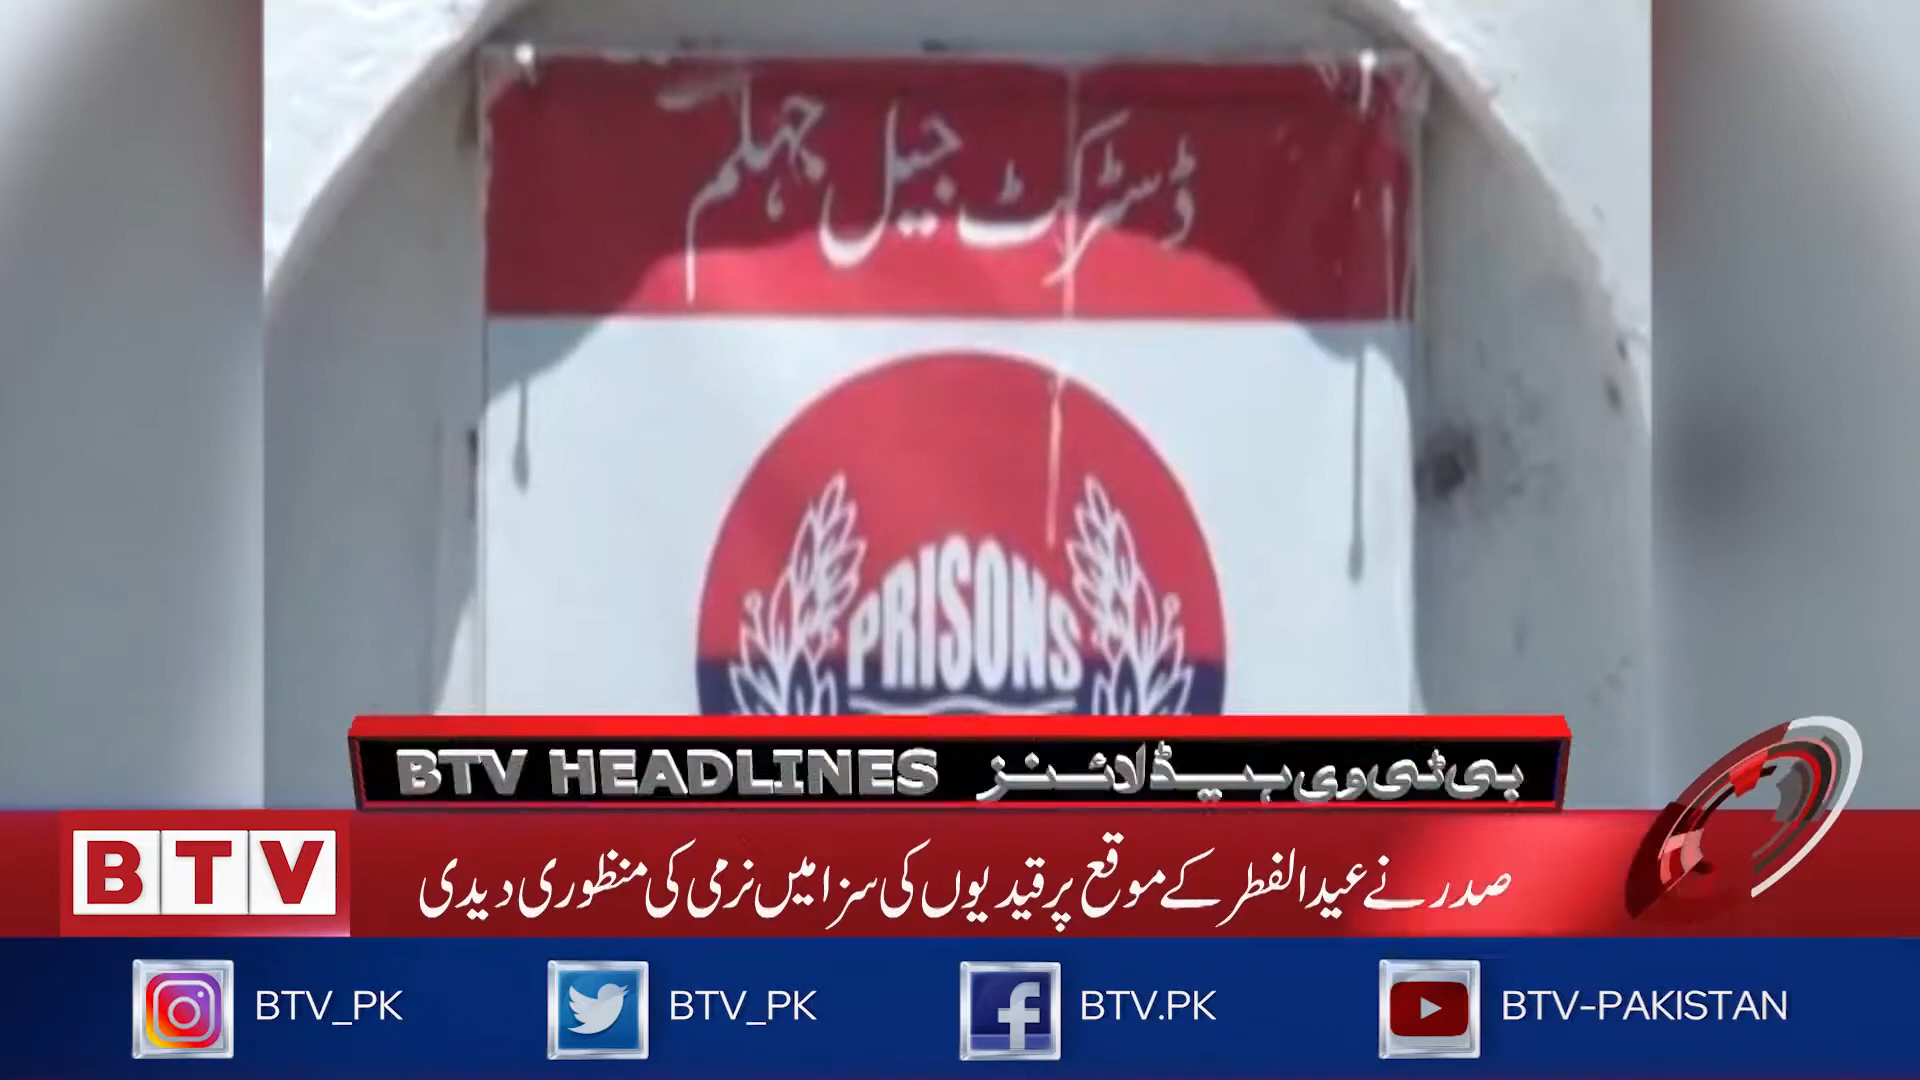 ڈسٹرکٹ جیل جہلم
PRISONS
BTV HEADLINES بی ٹی وی ہیڈلائنز
BTV
صدر نے عیدالفطر کے موقع پر قیدیوں کی سزا میں نرمی کی منظوری دیدی
BTV_PK BTV_PK BTV.PK BTV-PAKISTAN